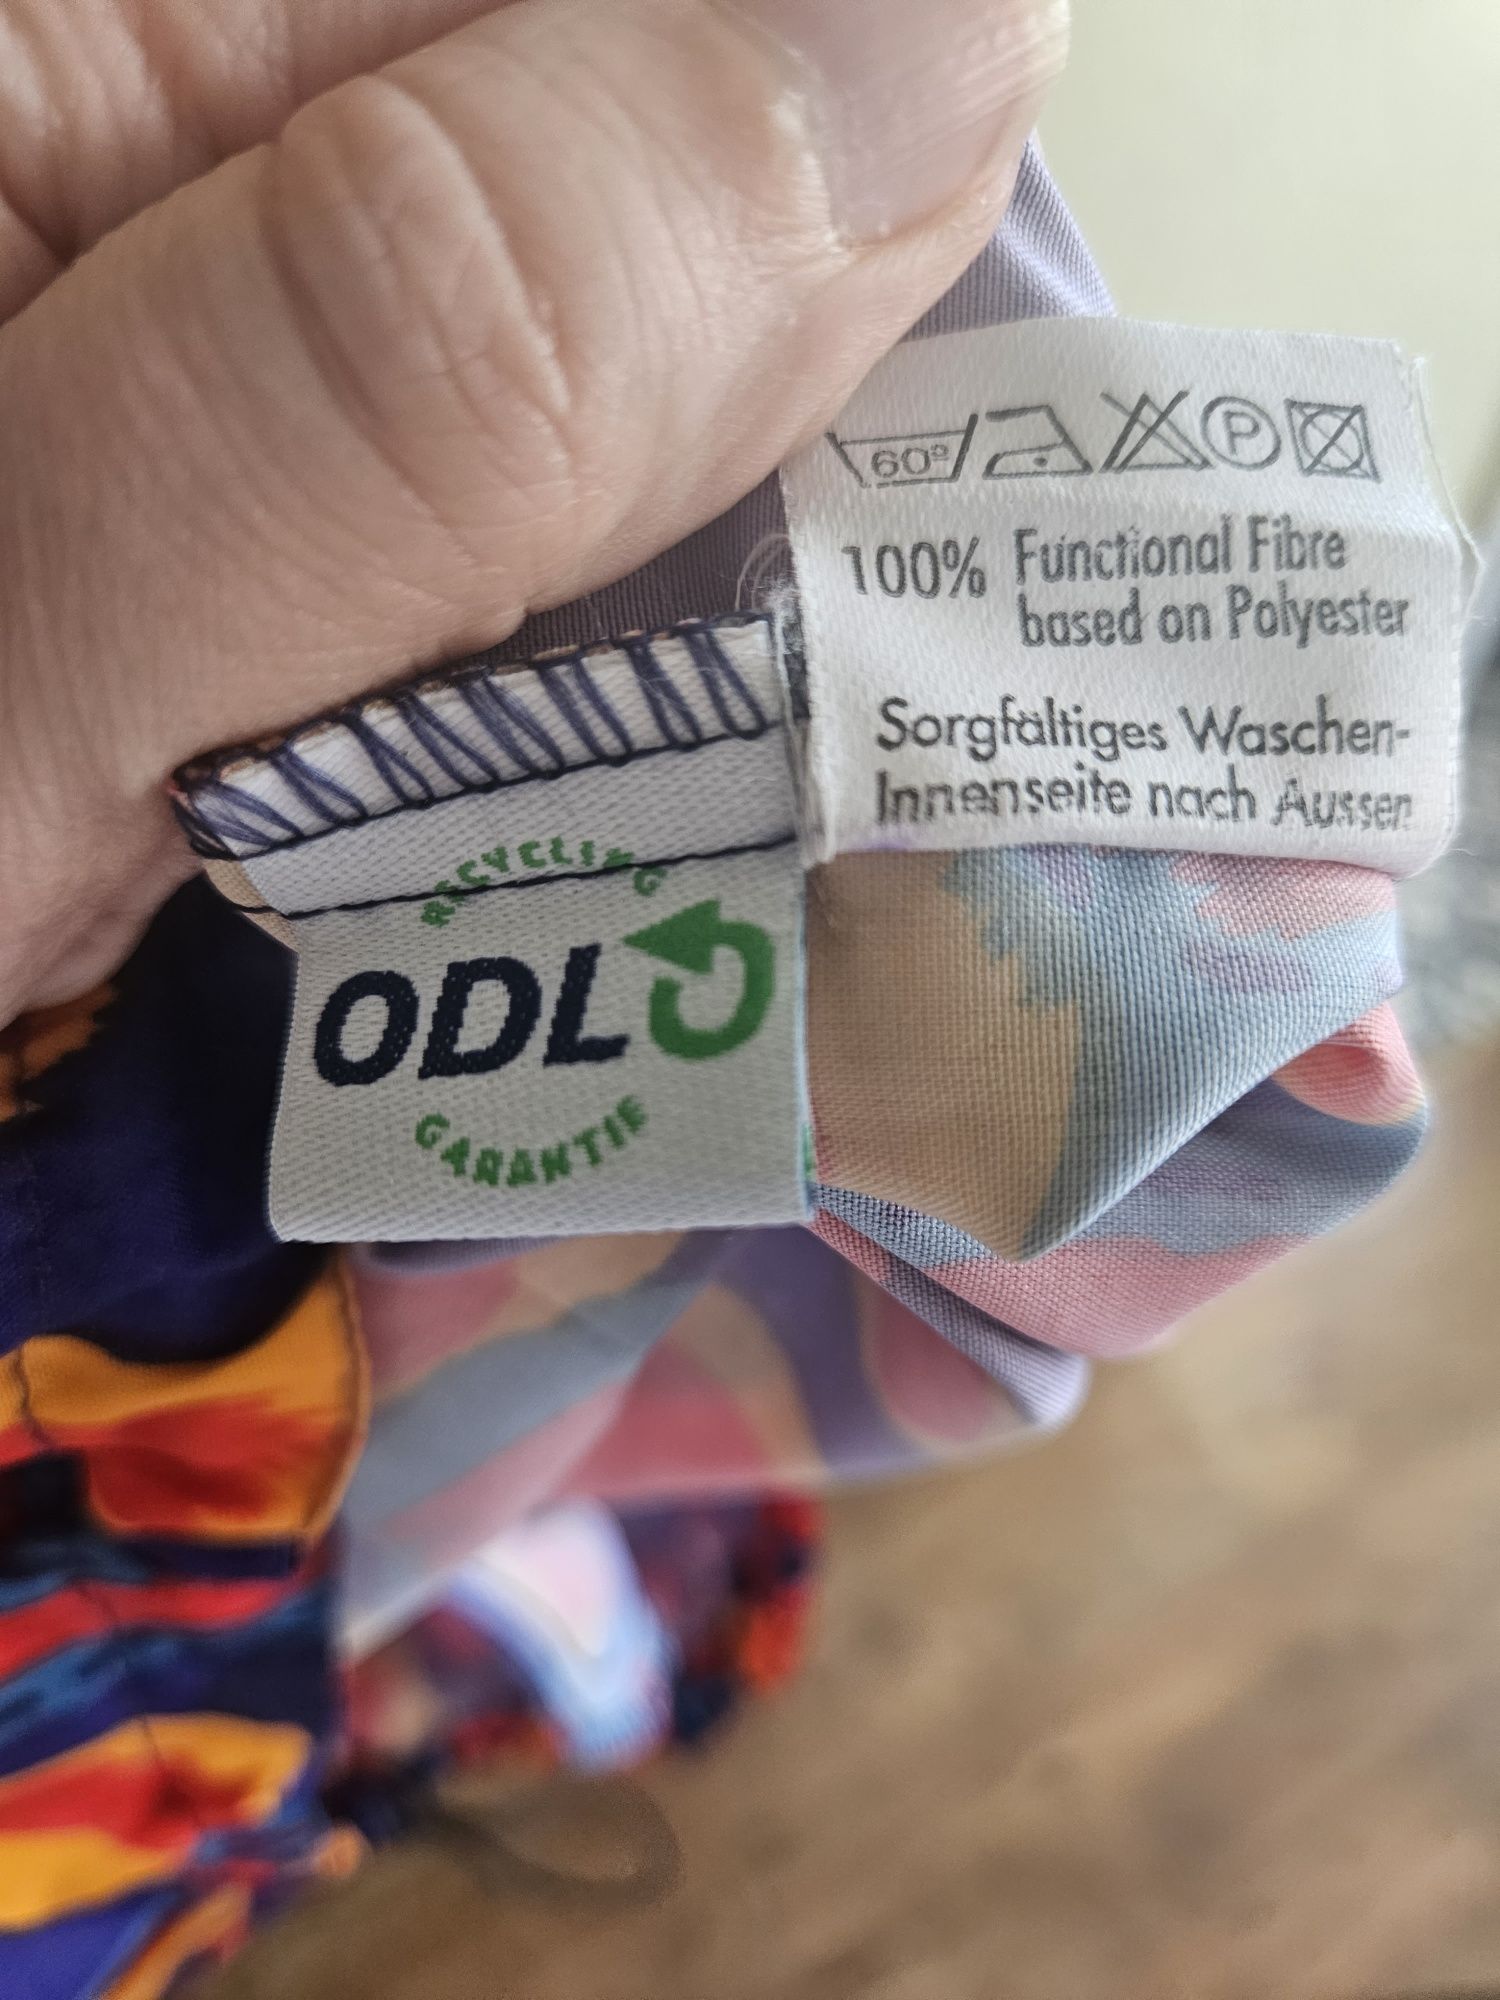 60°
P
100% Functional Fibre
based on Polyester
Sorgfältiges Waschen-
Innenseite nach Aussen
RECYCLING
ODLO
GARANTIE